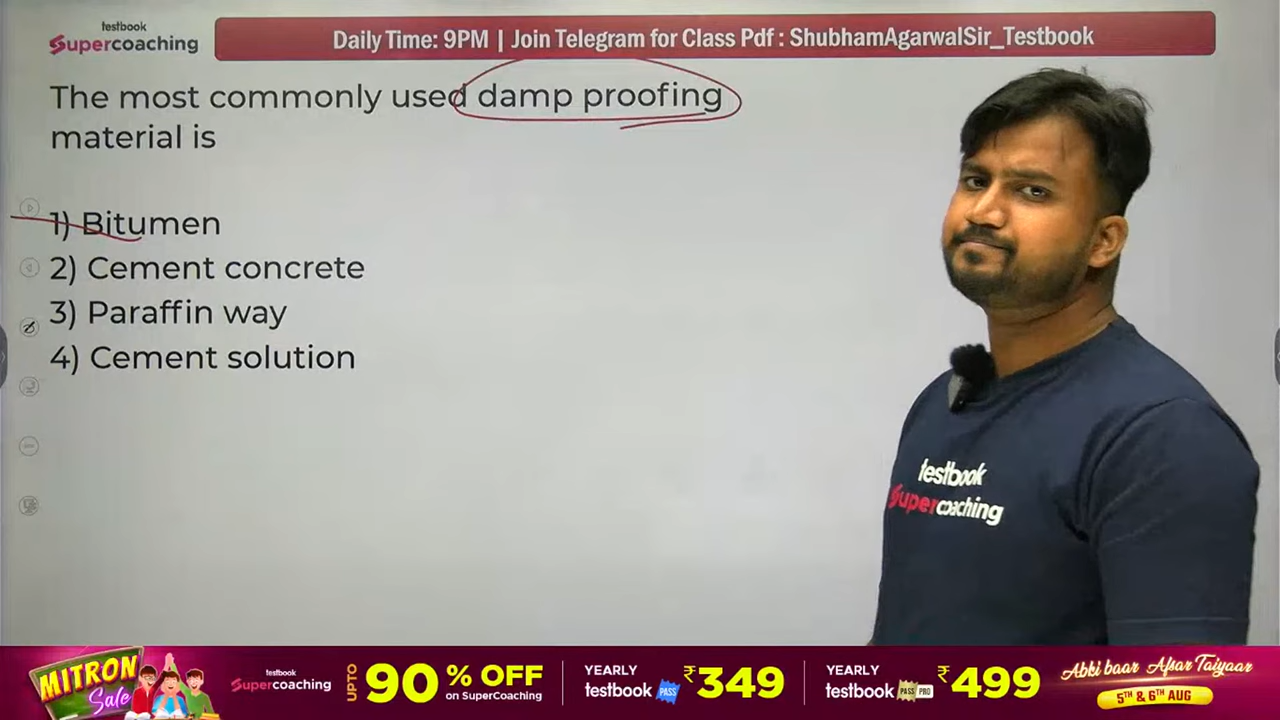 testbook
Supercoaching
Daily Time: 9PM | Join Telegram for Class Pdf : ShubhamAgarwalSir_Testbook
The most commonly used damp proofing
material is
1) Bitumen
2) Cement concrete
3) Paraffin way
4) Cement solution
testbook
Supercoaching
MITRON
Sale
testbook
Supercoaching
UPTO 90 % OFF
on SuperCoaching
YEARLY
testbook PASS
₹349
YEARLY
testbook PASS PRO
₹499
Abki baar Afsar Taiyaar
5TH & 6TH AUG